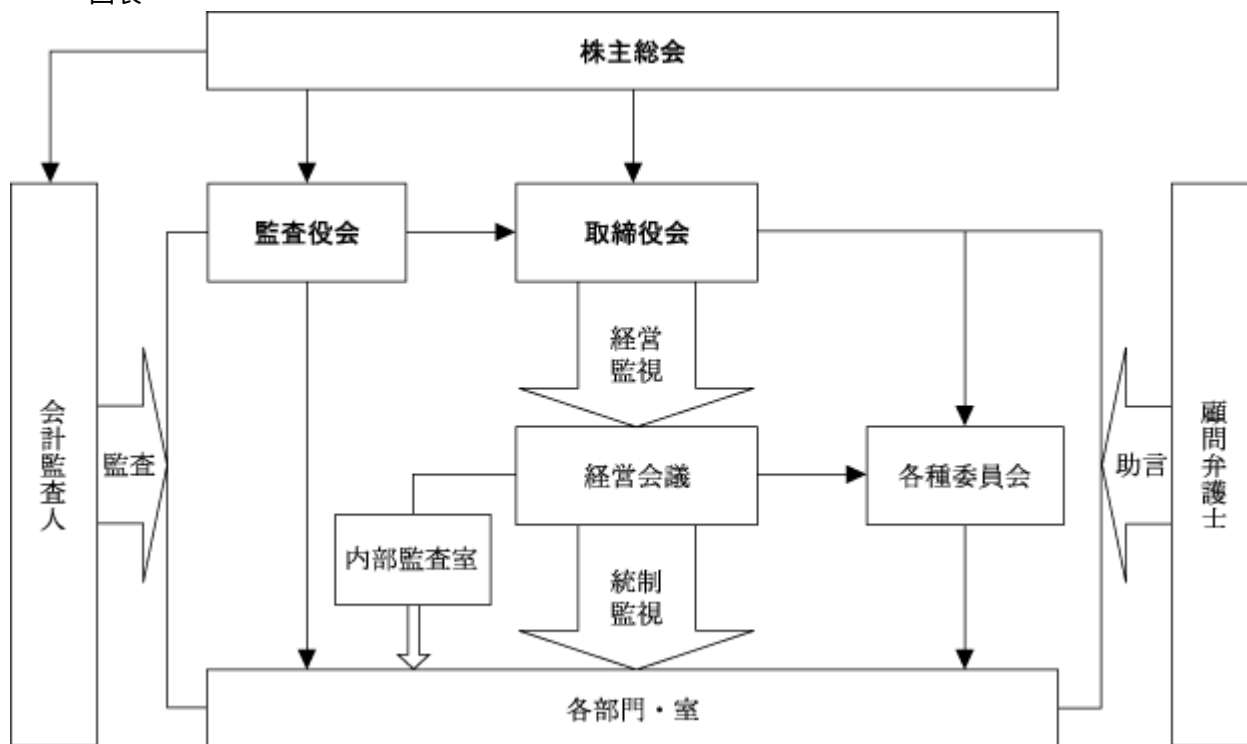 株主総会
監査役会
取締役会
経営
監視
会計監査人
監査
経営会議
各種委員会
助言
顧問弁護士
内部監査室
統制
監視
各部門・室